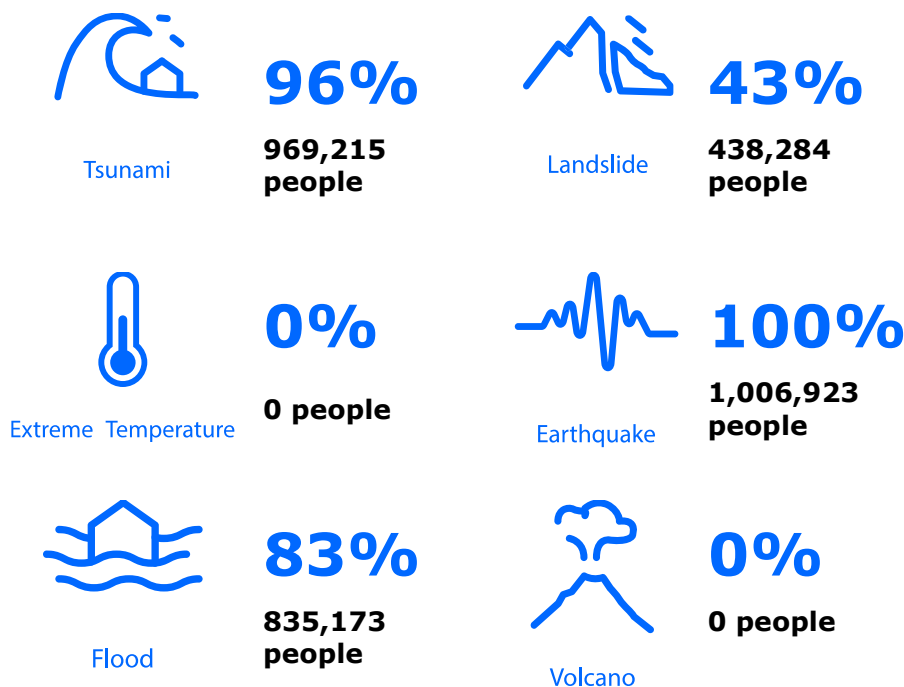 96%
969,215
people
Tsunami
43%
438,284
people
Landslide
0%
0 people
Extreme Temperature
100%
1,006,923
people
Earthquake
83%
835,173
people
Flood
0%
0 people
Volcano